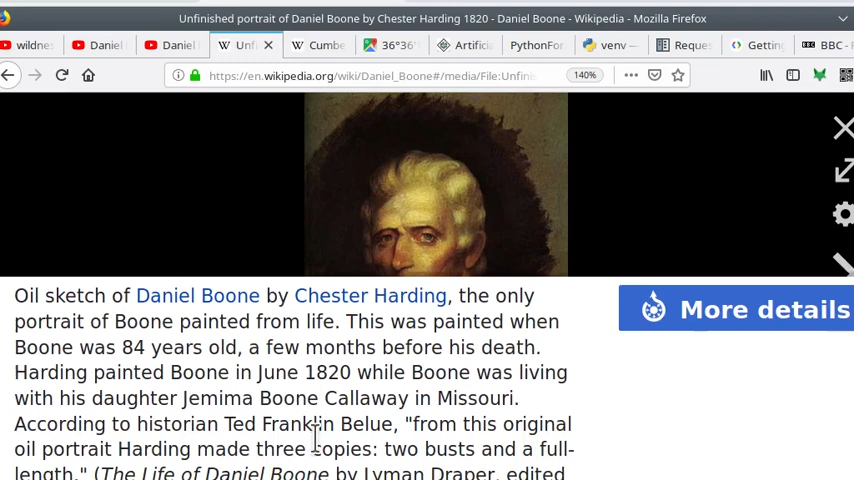 Unfinished portrait of Daniel Boone by Chester Harding 1820 - Daniel Boone - Wikipedia - Mozilla Firefox
wildne Daniel Daniel Unfi Cumbe 36°36' Artificia PythonFor venv — Reques Getting BBC -
https://en.wikipedia.org/wiki/Daniel_Boone#/media/File:Unfini 140%
Oil sketch of Daniel Boone by Chester Harding, the only
portrait of Boone painted from life. This was painted when
Boone was 84 years old, a few months before his death.
Harding painted Boone in June 1820 while Boone was living
with his daughter Jemima Boone Callaway in Missouri.
According to historian Ted Franklin Belue, "from this original
oil portrait Harding made three copies: two busts and a full-
length." (The Life of Daniel Boone by Lyman Draper, edited
More details